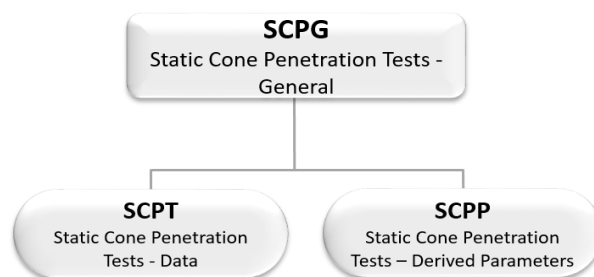 SCPG
Static Cone Penetration Tests -
General
SCPT
Static Cone Penetration
Tests - Data
SCPP
Static Cone Penetration
Tests – Derived Parameters